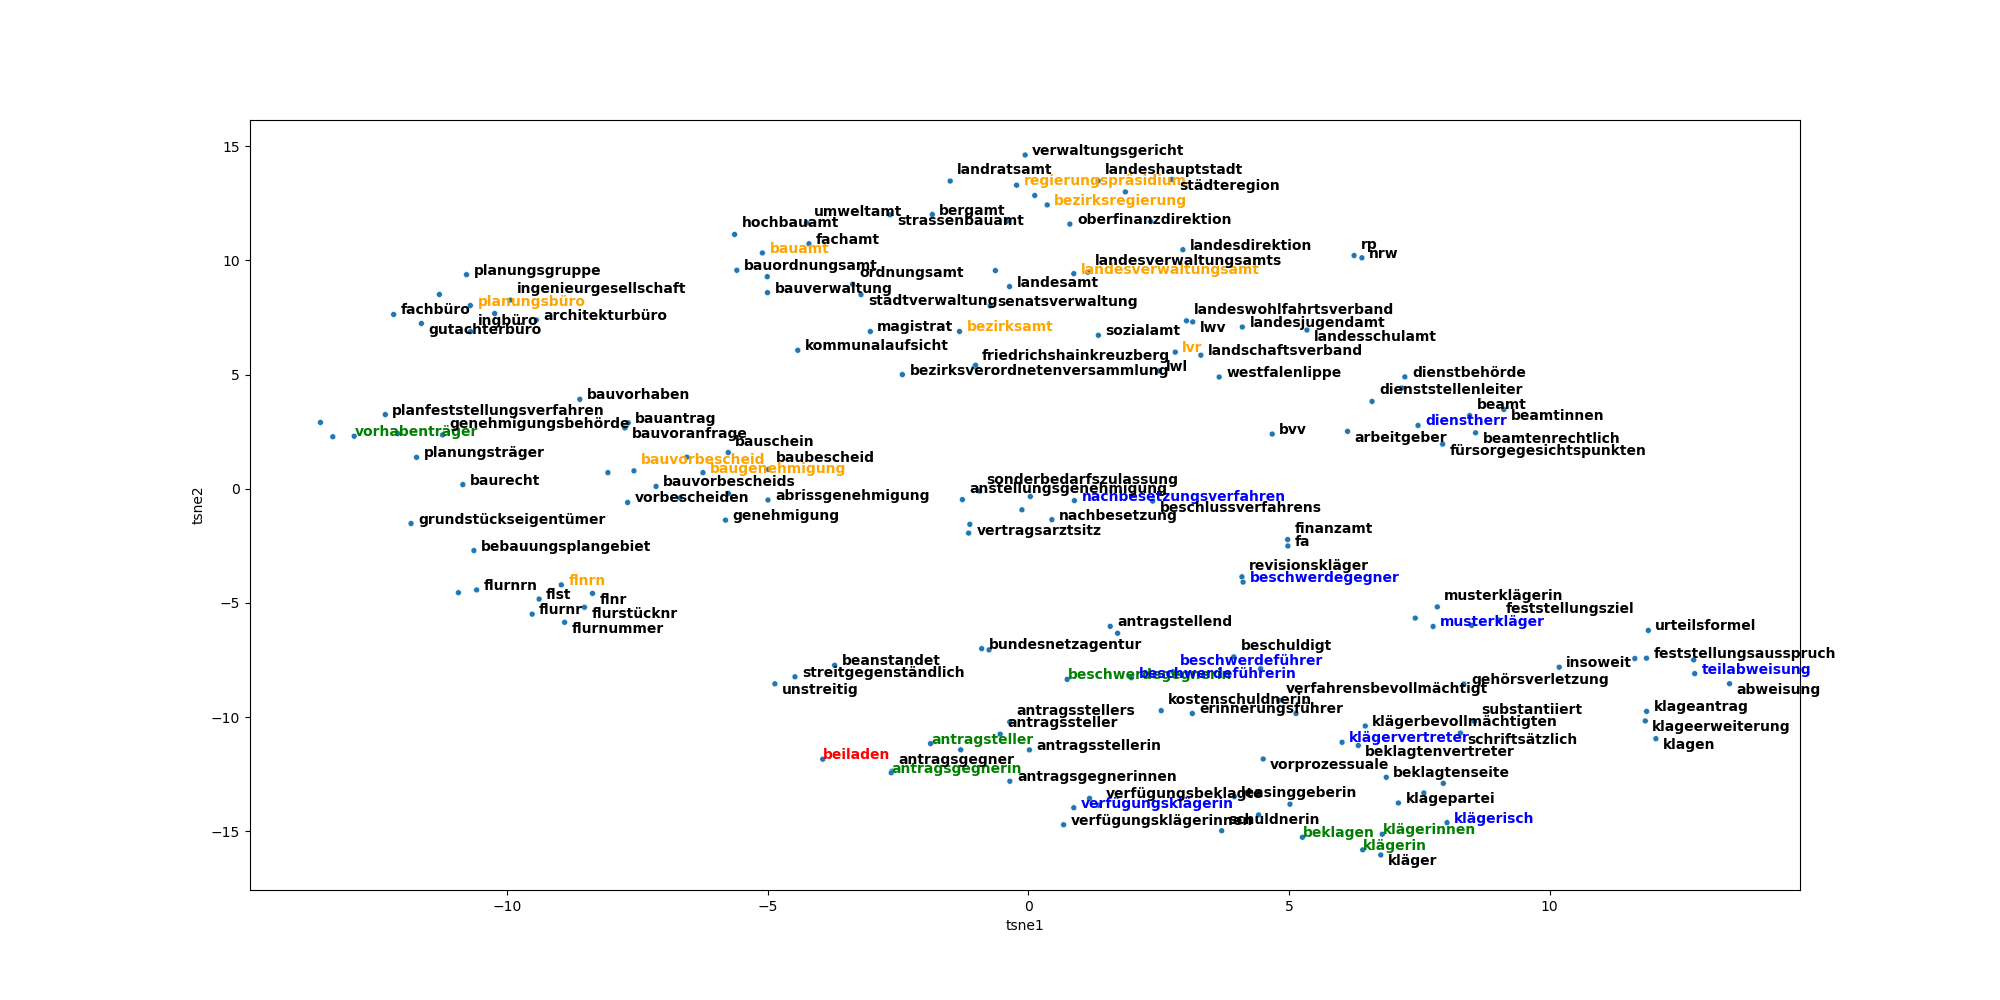 15
10
5
0
−5
−10
−15
tsne2
verwaltungsgericht
landratsamt
landeshauptstadt
regierungspräsidium
städteregion
bezirksregierung
umweltamt
bergamt
hochbauamt
strassenbauamt
oberfinanzdirektion
fachamt
bauamt
landesdirektion
rp
nrw
bauordnungsamt
landesverwaltungsamts
planungsgruppe
ordnungsamt
landesverwaltungsamt
ingenieurgesellschaft
bauverwaltung
landesamt
planungsbüro
stadtverwaltung
senatsverwaltung
fachbüro
landeswohlfahrtsverband
ingbüro
architekturbüro
gutachterbüro
magistrat
bezirksamt
sozialamt
lwv
landesjugendamt
landesschulamt
kommunalaufsicht
lvr
landschaftsverband
friedrichshainkreuzberg
bezirksverordnetenversammlung
lwl
westfalenlippe
dienstbehörde
bauvorhaben
dienststellenleiter
planfeststellungsverfahren
beamt
beamtinnen
bauantrag
genehmigungsbehörde
dienstherr
vorhabenträger
bauvoranfrage
bvv
bauschein
arbeitgeber
beamtenrechtlich
planungsträger
baubescheid
fürsorgegesichtspunkten
bauvorbescheid
baugenehmigung
baurecht
bauvorbescheids
sonderbedarfszulassung
vorbescheiden
abrissgenehmigung
anstellungsgenehmigung
nachbesetzungsverfahren
beschlussverfahrens
grundstückseigentümer
genehmigung
nachbesetzung
vertragsarztsitz
finanzamt
bebauungsplangebiet
fa
revisionskläger
flnrn
beschwerdegegner
flurnrn
flst
flnr
musterklägerin
flurnr
flurstücknr
feststellungsziel
flurnummer
antragstellend
musterkläger
urteilsformel
bundesnetzagentur
beschuldigt
beanstandet
beschwerdeführer
insoweit
feststellungsausspruch
streitgegenständlich
beschwerdegegnerin
beschwerdeführerin
gehörsverletzung
teilabweisung
unstreitig
verfahrensbevollmächtigt
abweisung
kostenschuldnerin
antragsstellers
erinnerungsführer
substantiiert
klageantrag
antragssteller
klägerbevollmächtigten
klageerweiterung
antragsteller
antragsstellerin
klägervertreter
schriftsätzlich
klagen
beiladen
antragsgegner
beklagtenvertreter
antragsgegnerin
vorprozessuale
antragsgegnerinnen
beklagtenseite
verfügungsbeklagte
leasinggeberin
klagepartei
verfügungsklägerin
verfügungsklägerinnen
schuldnerin
klägerisch
beklagen
klägerinnen
klägerin
kläger
−10
−5
0
5
10
tsne1